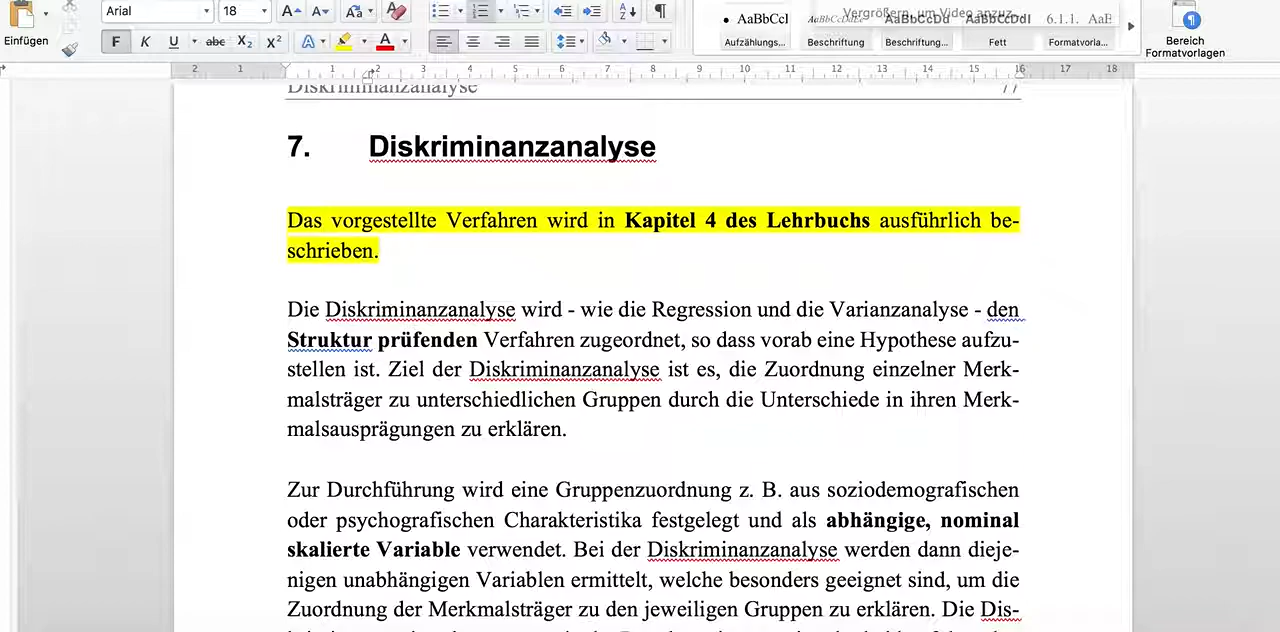 Arial
18
Aa
F K U abc X₂ X² A A
A Z
Einfügen
AaBbCcI
AaBbCcDdEe
AaBbCcDd
AaBbCcDdI
6.1.1. AaE
Vergrößern, um Video anzuz...
Aufzählungs...
Beschriftung
Beschriftung...
Fett
Formatvorla...
Bereich
Formatvorlagen
2 1 1 2 3 4 5 6 7 8 9 10 11 12 13 14 15 16 17 18
Diskriminanzanalyse 77
7. Diskriminanzanalyse
Das vorgestellte Verfahren wird in Kapitel 4 des Lehrbuchs ausführlich be-
schrieben.
Die Diskriminanzanalyse wird - wie die Regression und die Varianzanalyse - den
Struktur prüfenden Verfahren zugeordnet, so dass vorab eine Hypothese aufzu-
stellen ist. Ziel der Diskriminanzanalyse ist es, die Zuordnung einzelner Merk-
malsträger zu unterschiedlichen Gruppen durch die Unterschiede in ihren Merk-
malsausprägungen zu erklären.
Zur Durchführung wird eine Gruppenzuordnung z. B. aus soziodemografischen
oder psychografischen Charakteristika festgelegt und als abhängige, nominal
skalierte Variable verwendet. Bei der Diskriminanzanalyse werden dann dieje-
nigen unabhängigen Variablen ermittelt, welche besonders geeignet sind, um die
Zuordnung der Merkmalsträger zu den jeweiligen Gruppen zu erklären. Die Dis-